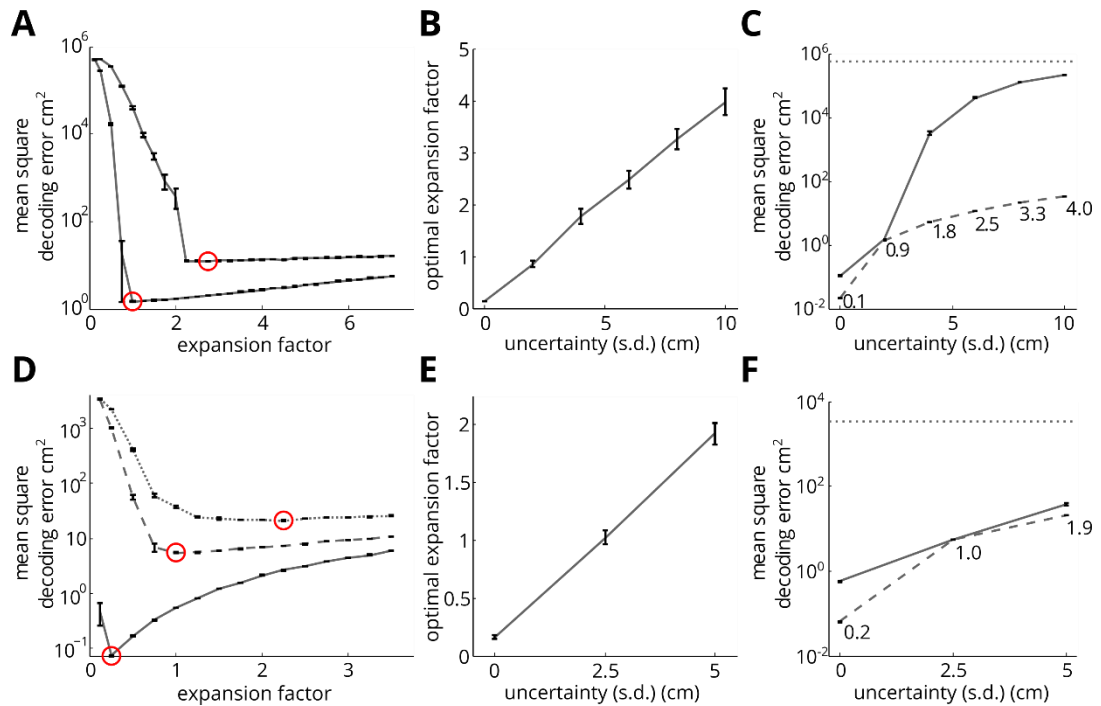 A
10^6
10^4
10^2
10^0
mean square
decoding error cm^2
0
2
4
6
expansion factor
B
5
4
3
2
1
0
optimal expansion factor
0
5
10
uncertainty (s.d.) (cm)
C
10^6
10^4
10^2
10^0
10^-2
mean square
decoding error cm^2
0.1
0.9
1.8
2.5
3.3
4.0
0
5
10
uncertainty (s.d.) (cm)
D
10^3
10^2
10^1
10^0
10^-1
mean square
decoding error cm^2
0
1
2
3
expansion factor
E
2
1.5
1
0.5
0
optimal expansion factor
0
2.5
5
uncertainty (s.d.) (cm)
F
10^4
10^2
10^0
10^-2
mean square
decoding error cm^2
0.2
1.0
1.9
0
2.5
5
uncertainty (s.d.) (cm)